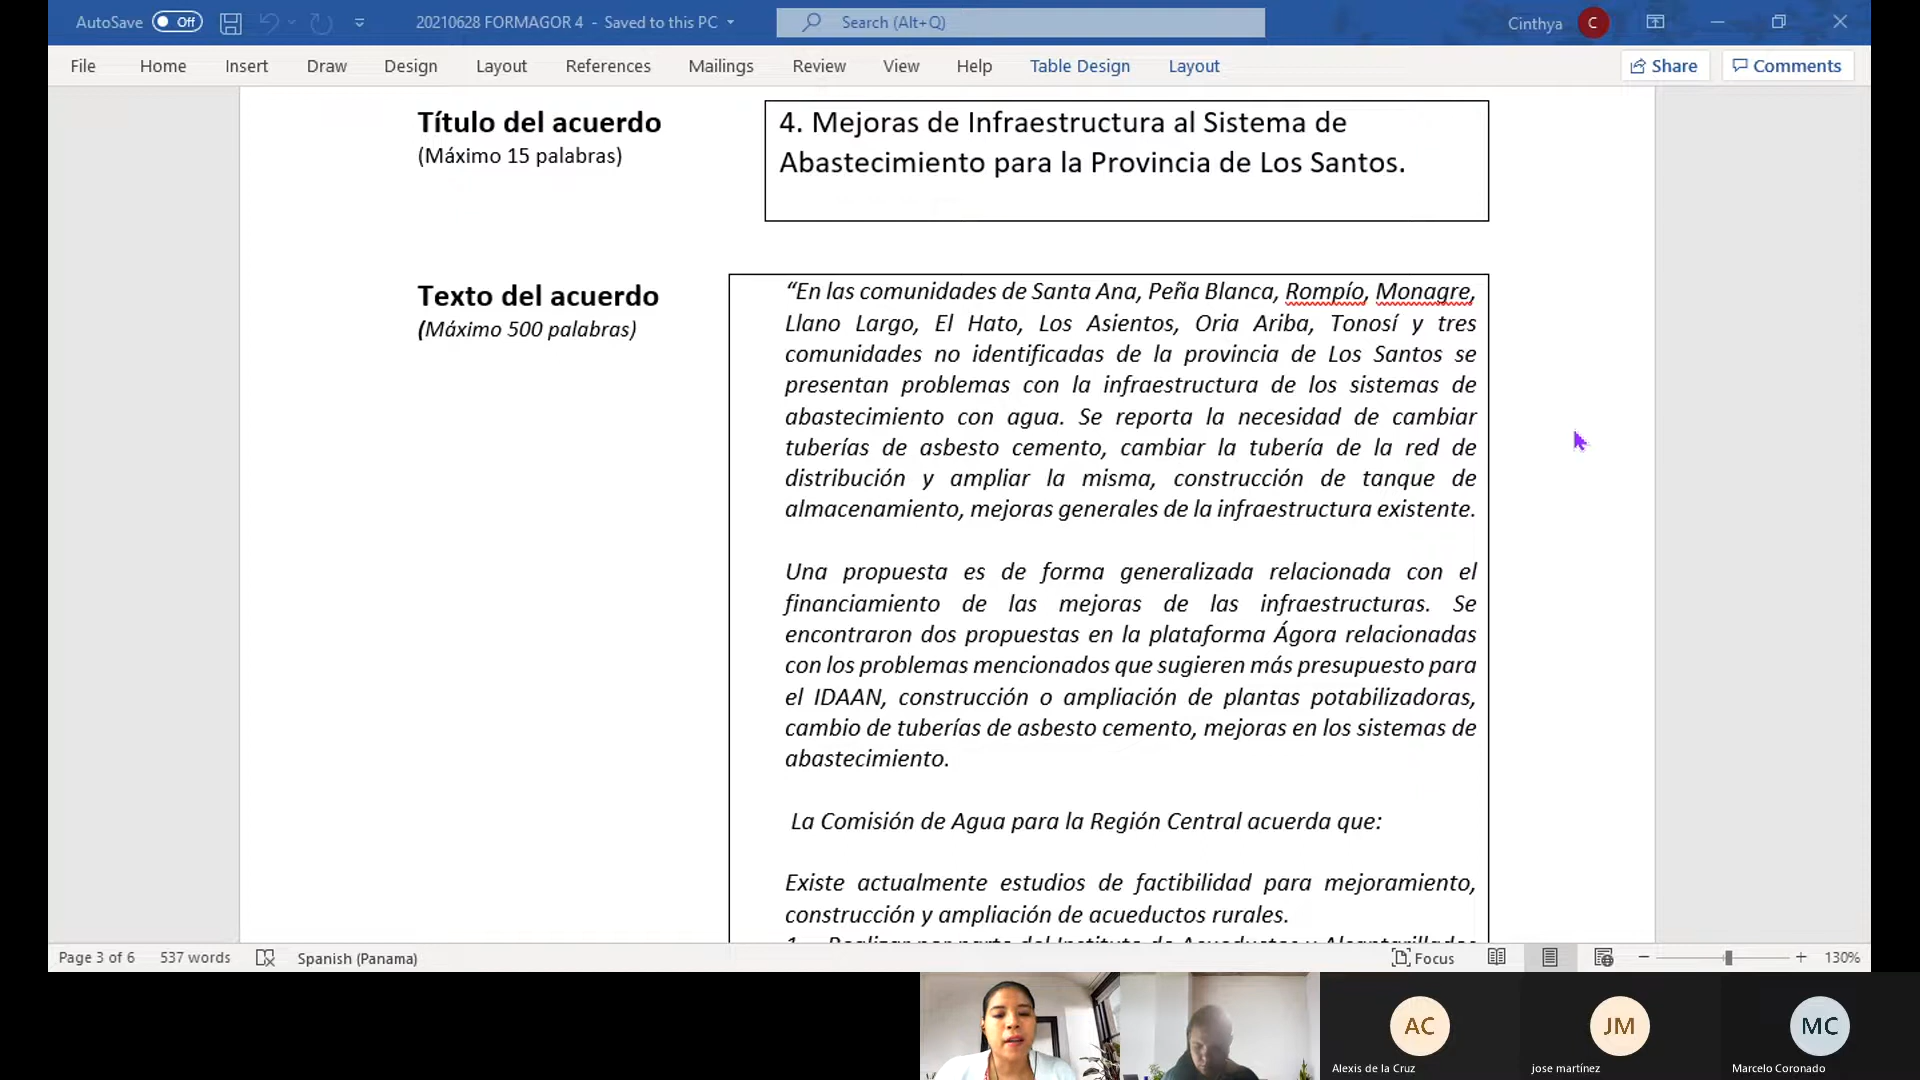 AutoSave Off 20210628 FORMAGOR 4 - Saved to this PC Search (Alt+Q) Cinthya C
File Home Insert Draw Design Layout References Mailings Review View Help Table Design Layout Share Comments
Título del acuerdo
(Máximo 15 palabras)
4. Mejoras de Infraestructura al Sistema de
Abastecimiento para la Provincia de Los Santos.
Texto del acuerdo
(Máximo 500 palabras)
“En las comunidades de Santa Ana, Peña Blanca, Rompío, Monagre,
Llano Largo, El Hato, Los Asientos, Oria Ariba, Tonosí y tres
comunidades no identificadas de la provincia de Los Santos se
presentan problemas con la infraestructura de los sistemas de
abastecimiento con agua. Se reporta la necesidad de cambiar
tuberías de asbesto cemento, cambiar la tubería de la red de
distribución y ampliar la misma, construcción de tanque de
almacenamiento, mejoras generales de la infraestructura existente.
Una propuesta es de forma generalizada relacionada con el
financiamiento de las mejoras de las infraestructuras. Se
encontraron dos propuestas en la plataforma Ágora relacionadas
con los problemas mencionados que sugieren más presupuesto para
el IDAAN, construcción o ampliación de plantas potabilizadoras,
cambio de tuberías de asbesto cemento, mejoras en los sistemas de
abastecimiento.
La Comisión de Agua para la Región Central acuerda que:
Existe actualmente estudios de factibilidad para mejoramiento,
construcción y ampliación de acueductos rurales.
1. Realizar por parte del Instituto de Acueductos y Alcantarillados
Page 3 of 6 537 words Spanish (Panama) Focus 130%
AC JM MC
Alexis de la Cruz jose martínez Marcelo Coronado